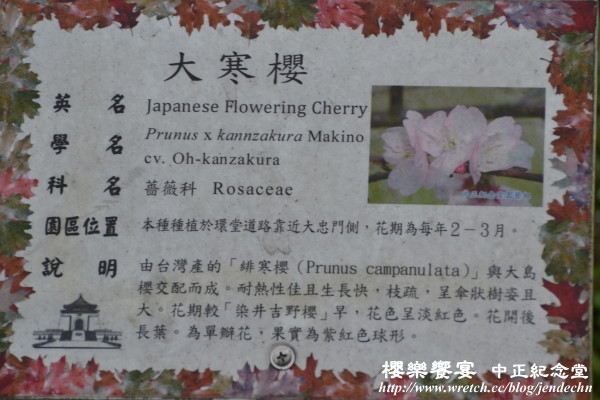 大寒櫻
英 名 Japanese Flowering Cherry
學 名 Prunus x kannzakura Makino
cv. Oh-kanzakura
科 名 薔薇科 Rosaceae
園區位置 本種種植於環堂道路靠近大忠門側，花期為每年2－3月。
說 明 由台灣產的「緋寒櫻（Prunus campanulata）」與大島
櫻交配而成。耐熱性佳且生長快，枝疏，呈傘狀樹姿且
大。花期較「染井吉野櫻」早，花色呈淡紅色。花開後
長葉。為單瓣花，果實為紫紅色球形。
櫻樂饗宴 中正紀念堂
http://www.wretch.cc/blog/jendechn